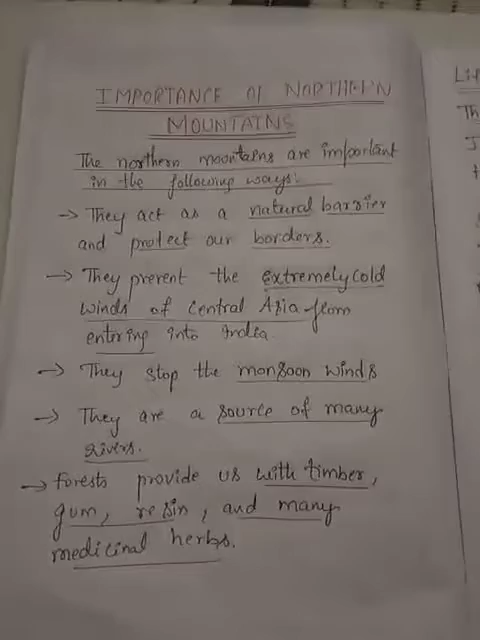 IMPORTANCE OF NORTHERN
MOUNTAINS
The northern mountains are important
in the following ways:
→ They act as a natural barrier
and protect our borders.
→ They prevent the extremely cold
winds of Central Asia from
entering into India.
→ They stop the monsoon winds
→ They are a source of many
rivers.
→ Forests provide us with timber,
gum, resin, and many
medicinal herbs.
Th